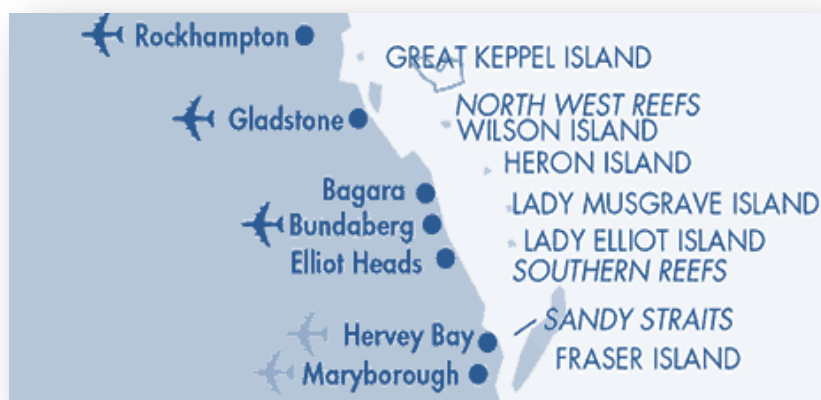 Rockhampton
GREAT KEPPEL ISLAND
NORTH WEST REEFS
Gladstone
WILSON ISLAND
HERON ISLAND
Bagara
LADY MUSGRAVE ISLAND
Bundaberg
LADY ELLIOT ISLAND
Elliot Heads
SOUTHERN REEFS
SANDY STRAITS
Hervey Bay
FRASER ISLAND
Maryborough